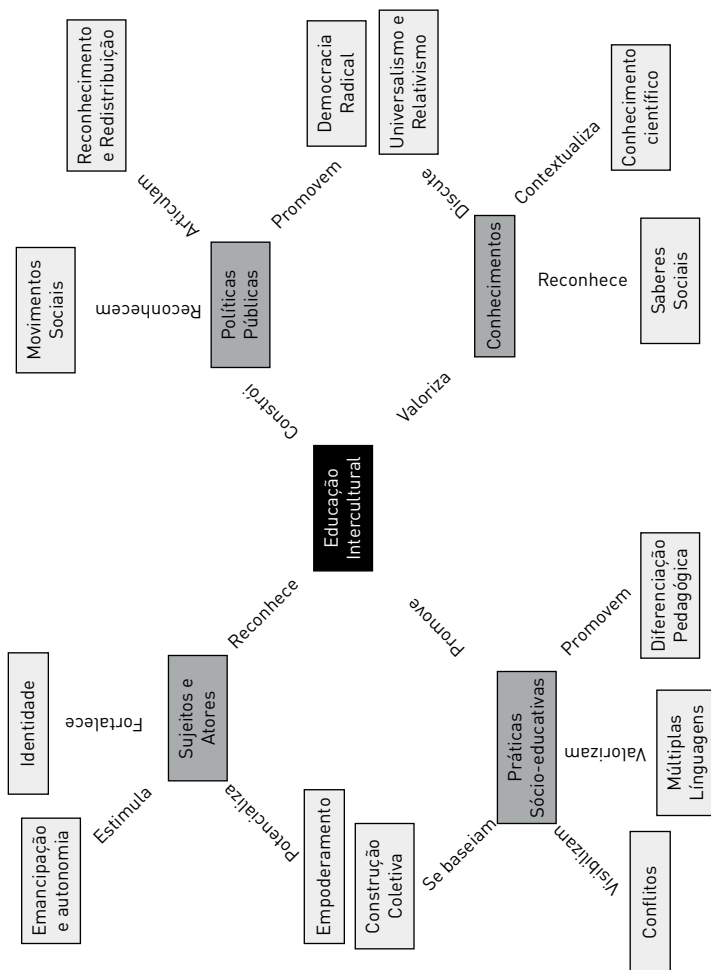 Emancipação
e autonomia
Estimula
Identidade
Fortalece
Sujeitos e
Atores
Potencializa
Empoderamento
Reconhece
Movimentos
Sociais
Reconhecem
Reconhecimento
e Redistribuição
Articulam
Políticas
Públicas
Promovem
Democracia
Radical
Constrói
Educação
Intercultural
Promove
Valoriza
Construção
Coletiva
Se baseiam
Práticas
Sócio-educativas
Visibilizam
Conflitos
Valorizam
Múltiplas
Línguagens
Promovem
Diferenciação
Pedagógica
Conhecimentos
Discute
Universalismo e
Relativismo
Reconhece
Saberes
Sociais
Contextualiza
Conhecimento
científico